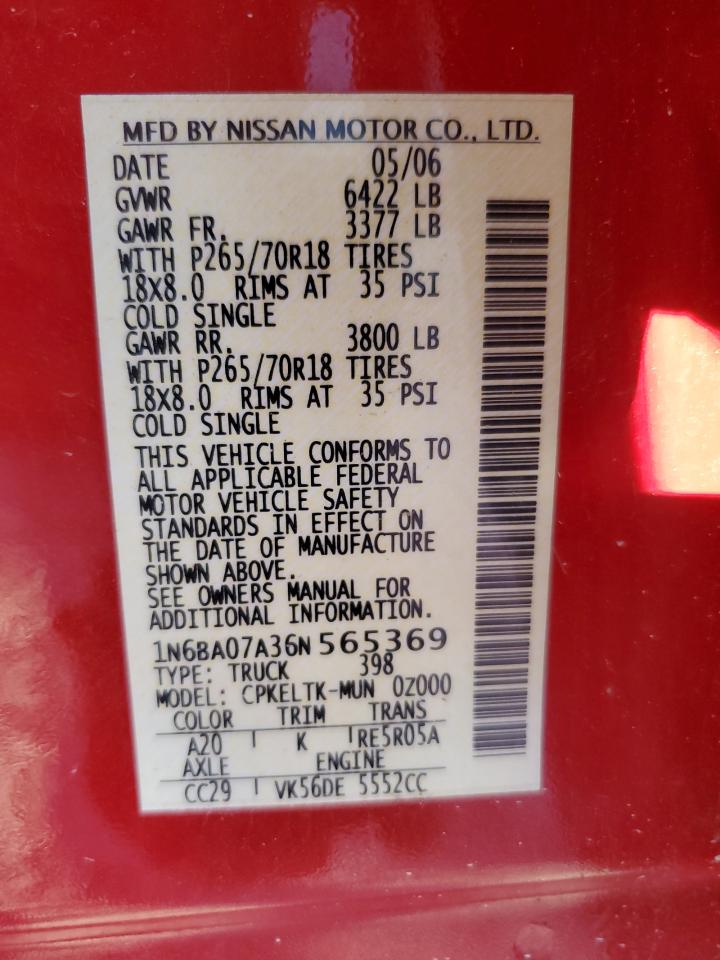 MFD BY NISSAN MOTOR CO., LTD.
DATE 05/06
GVWR 6422 LB
GAWR FR. 3377 LB
WITH P265/70R18 TIRES
18X8.0 RIMS AT 35 PSI
COLD SINGLE
GAWR RR. 3800 LB
WITH P265/70R18 TIRES
18X8.0 RIMS AT 35 PSI
COLD SINGLE
THIS VEHICLE CONFORMS TO
ALL APPLICABLE FEDERAL
MOTOR VEHICLE SAFETY
STANDARDS IN EFFECT ON
THE DATE OF MANUFACTURE
SHOWN ABOVE.
SEE OWNERS MANUAL FOR
ADDITIONAL INFORMATION.
1N6BA07A36N 565369
TYPE: TRUCK 398
MODEL: CPKELTK-MUN 0Z000
COLOR TRIM TRANS
A20 K RE5R05A
AXLE ENGINE
CC29 VK56DE 5552CC